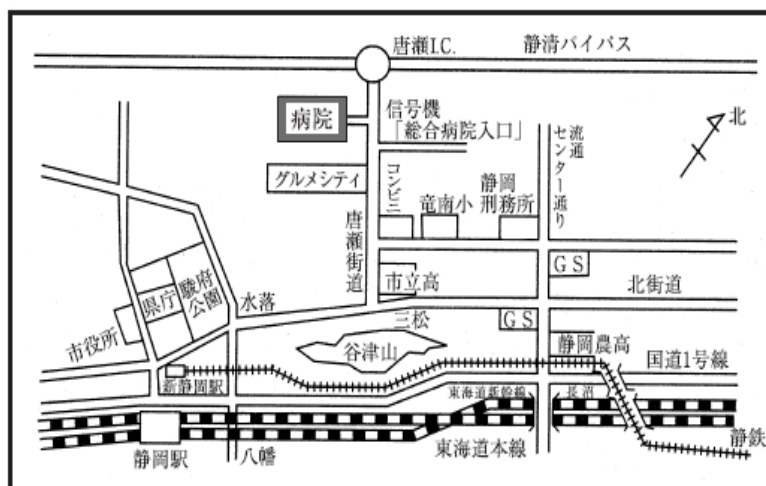 唐瀬I.C.
静清バイパス
病院
信号機
「総合病院入口」
北
流通
センター通り
グルメシティ
コンビニ
竜南小
静岡
刑務所
唐瀬街道
GS
市立高
北街道
県庁
駿府
公園
水落
市役所
三松
GS
谷津山
静岡農高
国道1号線
新静岡駅
東海道新幹線
長沼
静岡駅
八幡
東海道本線
静鉄